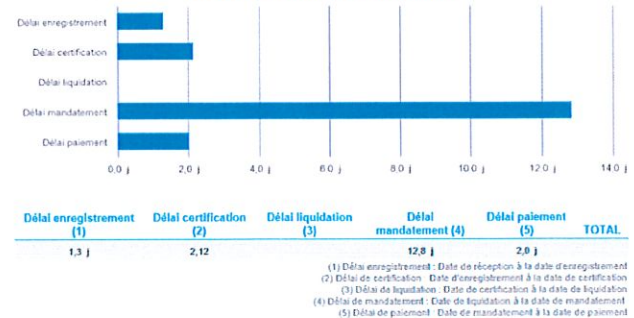 Délai enregistrement
Délai certification
Délai liquidation
Délai mandatement
Délai paiement
0,0 j 2,0 j 4,0 j 6,0 j 8,0 j 10,0 j 12,0 j 14,0 j
Délai enregistrement (1) Délai certification (2) Délai liquidation (3) Délai mandatement (4) Délai paiement (5) TOTAL
1,3 j 2,12 12,8 j 2,0 j
(1) Délai enregistrement : Date de réception à la date d'enregistrement
(2) Délai de certification : Date d'enregistrement à la date de certification
(3) Délai de liquidation : Date de certification à la date de liquidation
(4) Délai de mandatement : Date de liquidation à la date de mandatement
(5) Délai de paiement : Date de mandatement à la date de paiement